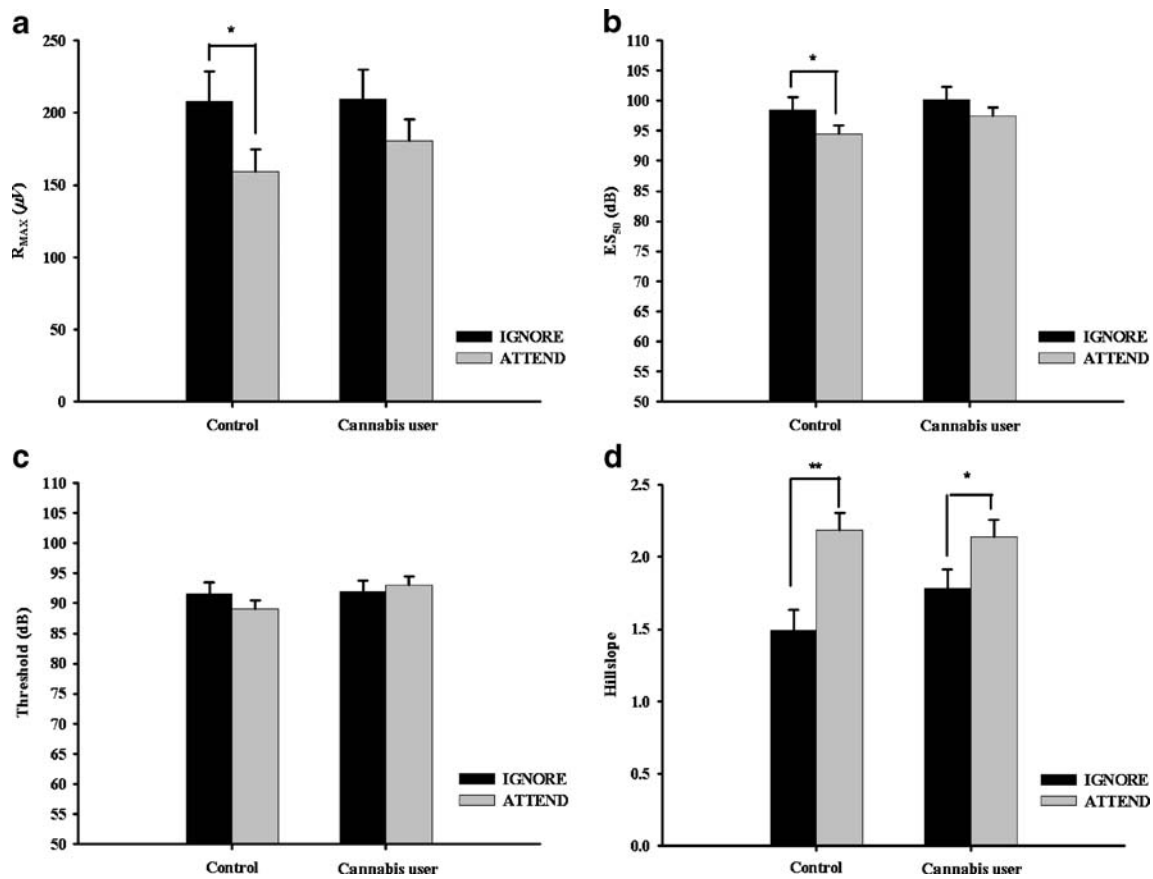 a
*
250
200
150
100
50
0
R_MAX (μV)
IGNORE
ATTEND
Control
Cannabis user
b
*
110
105
100
95
90
85
80
75
70
65
60
55
50
ES_50 (dB)
IGNORE
ATTEND
Control
Cannabis user
c
110
105
100
95
90
85
80
75
70
65
60
55
50
Threshold (dB)
IGNORE
ATTEND
Control
Cannabis user
d
**
*
2.5
2.0
1.5
1.0
0.5
0.0
Hillslope
IGNORE
ATTEND
Control
Cannabis user